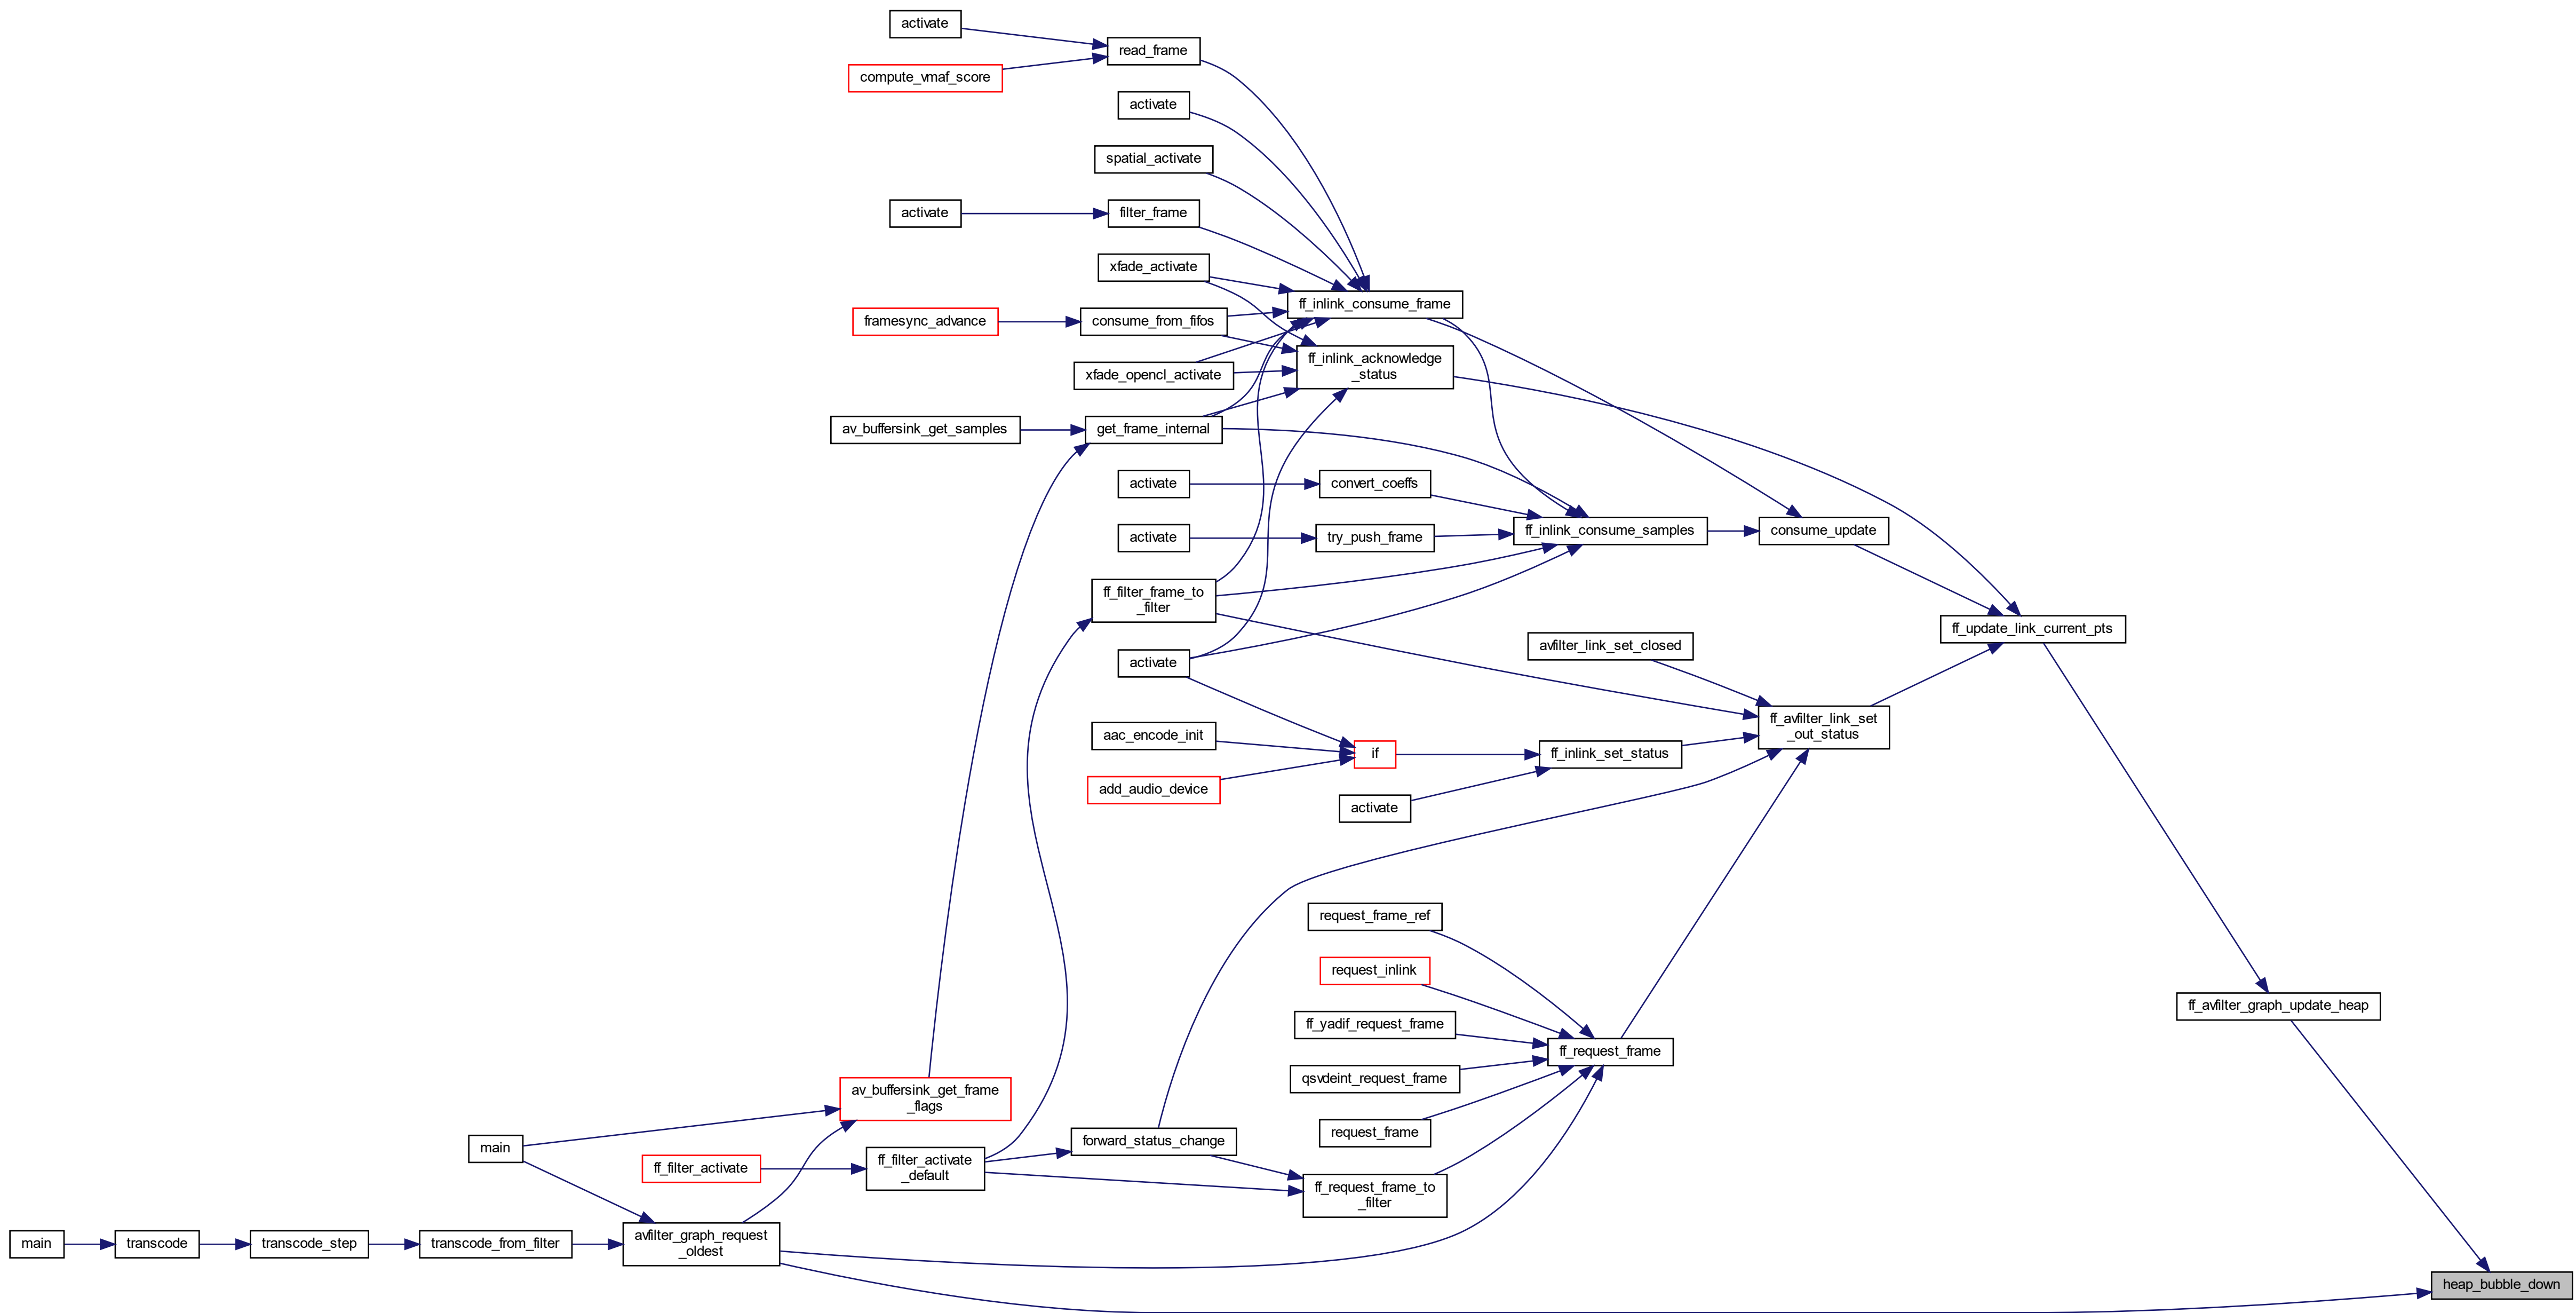 activate
read_frame
compute_vmaf_score
activate
spatial_activate
activate
filter_frame
xfade_activate
ff_inlink_consume_frame
framesync_advance
consume_from_fifos
ff_inlink_acknowledge
_status
xfade_opencl_activate
av_buffersink_get_samples
get_frame_internal
activate
convert_coeffs
ff_inlink_consume_samples
consume_update
activate
try_push_frame
ff_filter_frame_to
_filter
ff_update_link_current_pts
avfilter_link_set_closed
activate
ff_avfilter_link_set
_out_status
aac_encode_init
if
ff_inlink_set_status
add_audio_device
activate
request_frame_ref
request_inlink
ff_avfilter_graph_update_heap
ff_yadif_request_frame
ff_request_frame
qsvdeint_request_frame
av_buffersink_get_frame
_flags
request_frame
main
forward_status_change
ff_filter_activate
ff_filter_activate
_default
ff_request_frame_to
_filter
main
transcode
transcode_step
transcode_from_filter
avfilter_graph_request
_oldest
heap_bubble_down